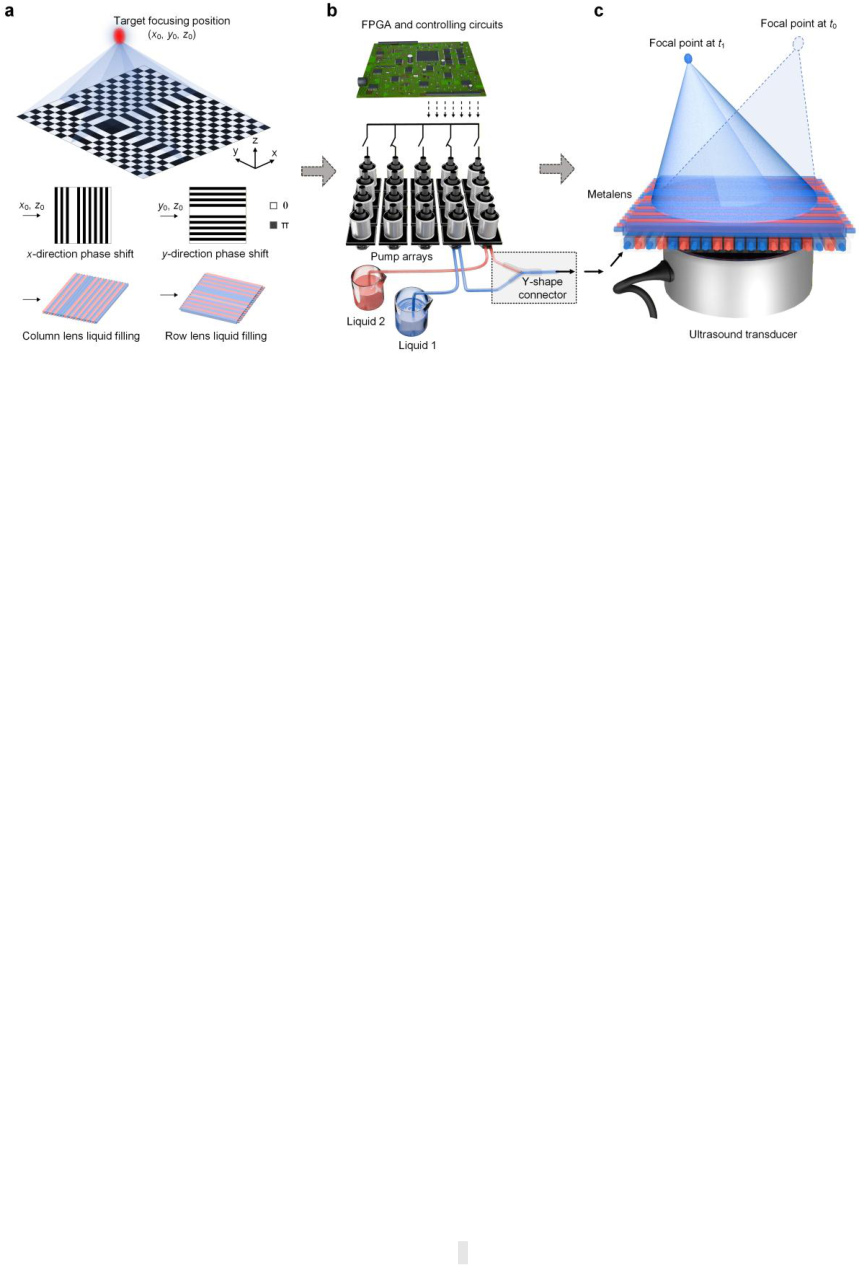 a
Target focusing position
(x₀, y₀, z₀)
z
y
x
x₀, z₀
y₀, z₀
0
π
x-direction phase shift
y-direction phase shift
Column lens liquid filling
Row lens liquid filling
b
FPGA and controlling circuits
Pump arrays
Y-shape
connector
Liquid 2
Liquid 1
c
Focal point at t₀
Focal point at t₁
Metalens
Ultrasound transducer